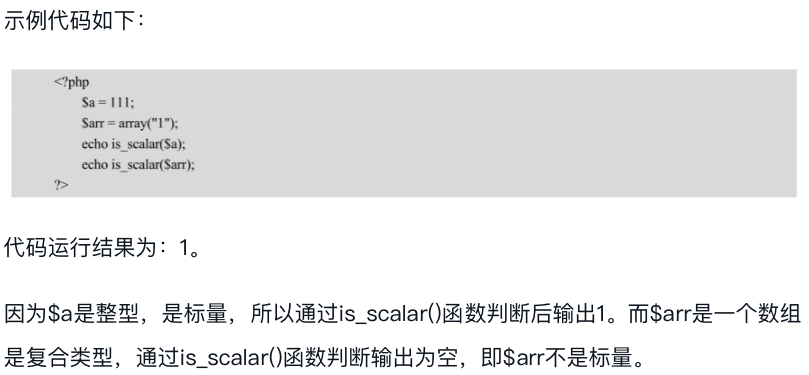 示例代码如下：
<?php
$a = 111;
$arr = array("1");
echo is_scalar($a);
echo is_scalar($arr);
?>
代码运行结果为：1。
因为$a是整型，是标量，所以通过is_scalar()函数判断后输出1。而$arr是一个数组
是复合类型，通过is_scalar()函数判断输出为空，即$arr不是标量。